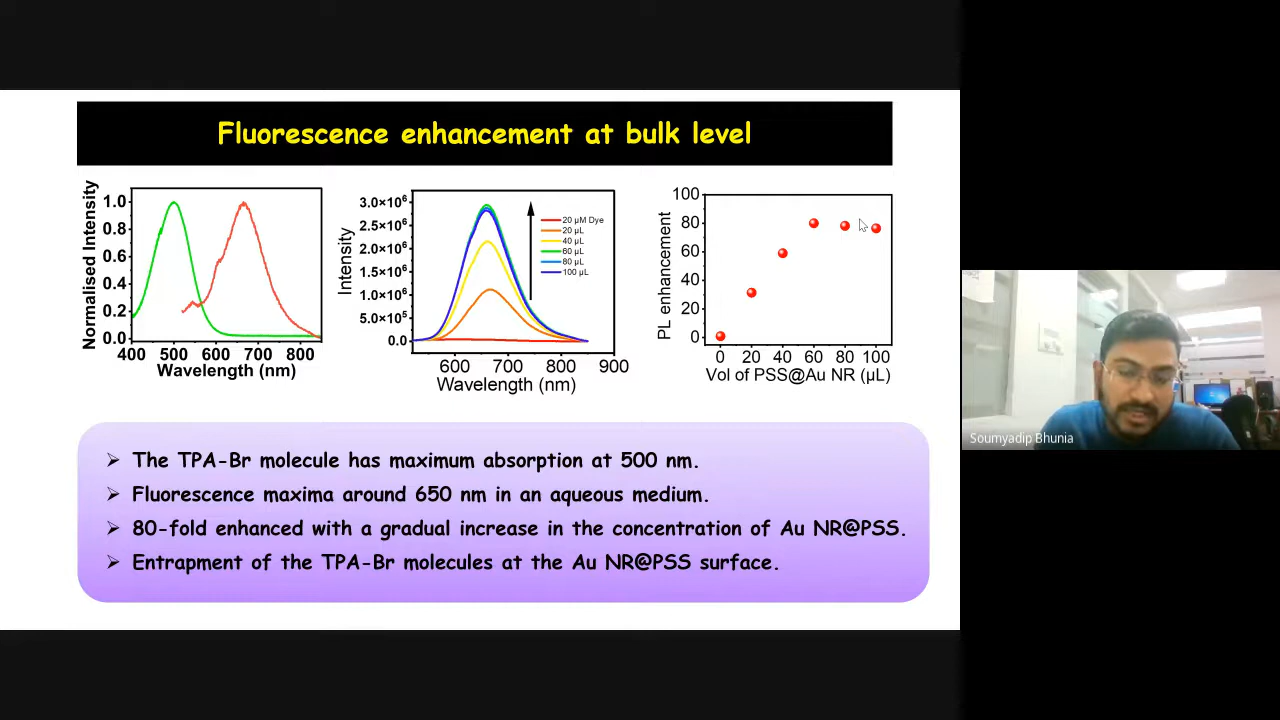 Fluorescence enhancement at bulk level
Normalised Intensity
1.0
0.8
0.6
0.4
0.2
0.0
400 500 600 700 800
Wavelength (nm)
Intensity
3.0×10⁶
2.5×10⁶
2.0×10⁶
1.5×10⁶
1.0×10⁶
5.0×10⁵
0.0
600 700 800 900
Wavelength (nm)
20 µM Dye
20 µL
40 µL
60 µL
80 µL
100 µL
PL enhancement
100
80
60
40
20
0
0 20 40 60 80 100
Vol of PSS@Au NR (µL)
➢ The TPA-Br molecule has maximum absorption at 500 nm.
➢ Fluorescence maxima around 650 nm in an aqueous medium.
➢ 80-fold enhanced with a gradual increase in the concentration of Au NR@PSS.
➢ Entrapment of the TPA-Br molecules at the Au NR@PSS surface.
Soumyadip Bhunia